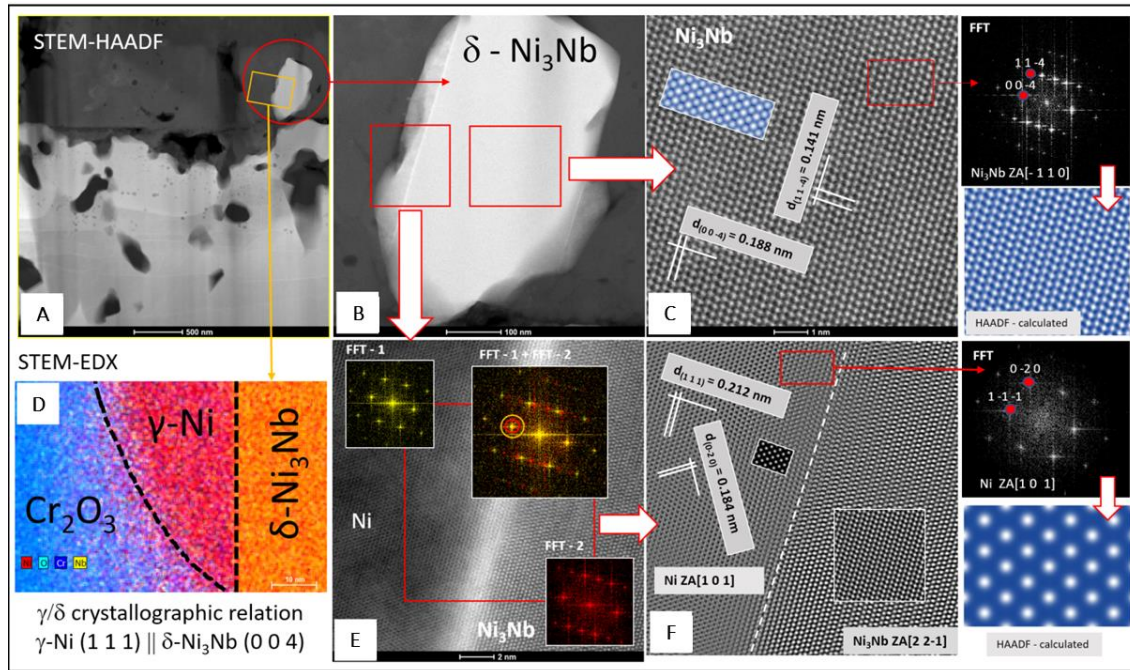 STEM-HAADF
A
500 nm
δ - Ni₃Nb
B
100 nm
Ni₃Nb
d(1 1 -4) = 0.141 nm
d(0 0 -4) = 0.188 nm
C
1 nm
FFT
1 1 -4
0 0 -4
Ni₃Nb ZA[- 1 1 0]
HAADF - calculated
STEM-EDX
D
γ-Ni
Cr₂O₃
δ-Ni₃Nb
Ni O Cr Nb
10 nm
γ/δ crystallographic relation
γ-Ni (1 1 1) || δ-Ni₃Nb (0 0 4)
FFT - 1
FFT - 1 + FFT - 2
Ni
FFT - 2
E
Ni₃Nb
2 nm
d(1 1 1) = 0.212 nm
d(0 -2 0) = 0.184 nm
Ni ZA[1 0 1]
F
Ni₃Nb ZA[2 2 -1]
FFT
0 -2 0
1 -1 -1
Ni ZA[1 0 1]
HAADF - calculated